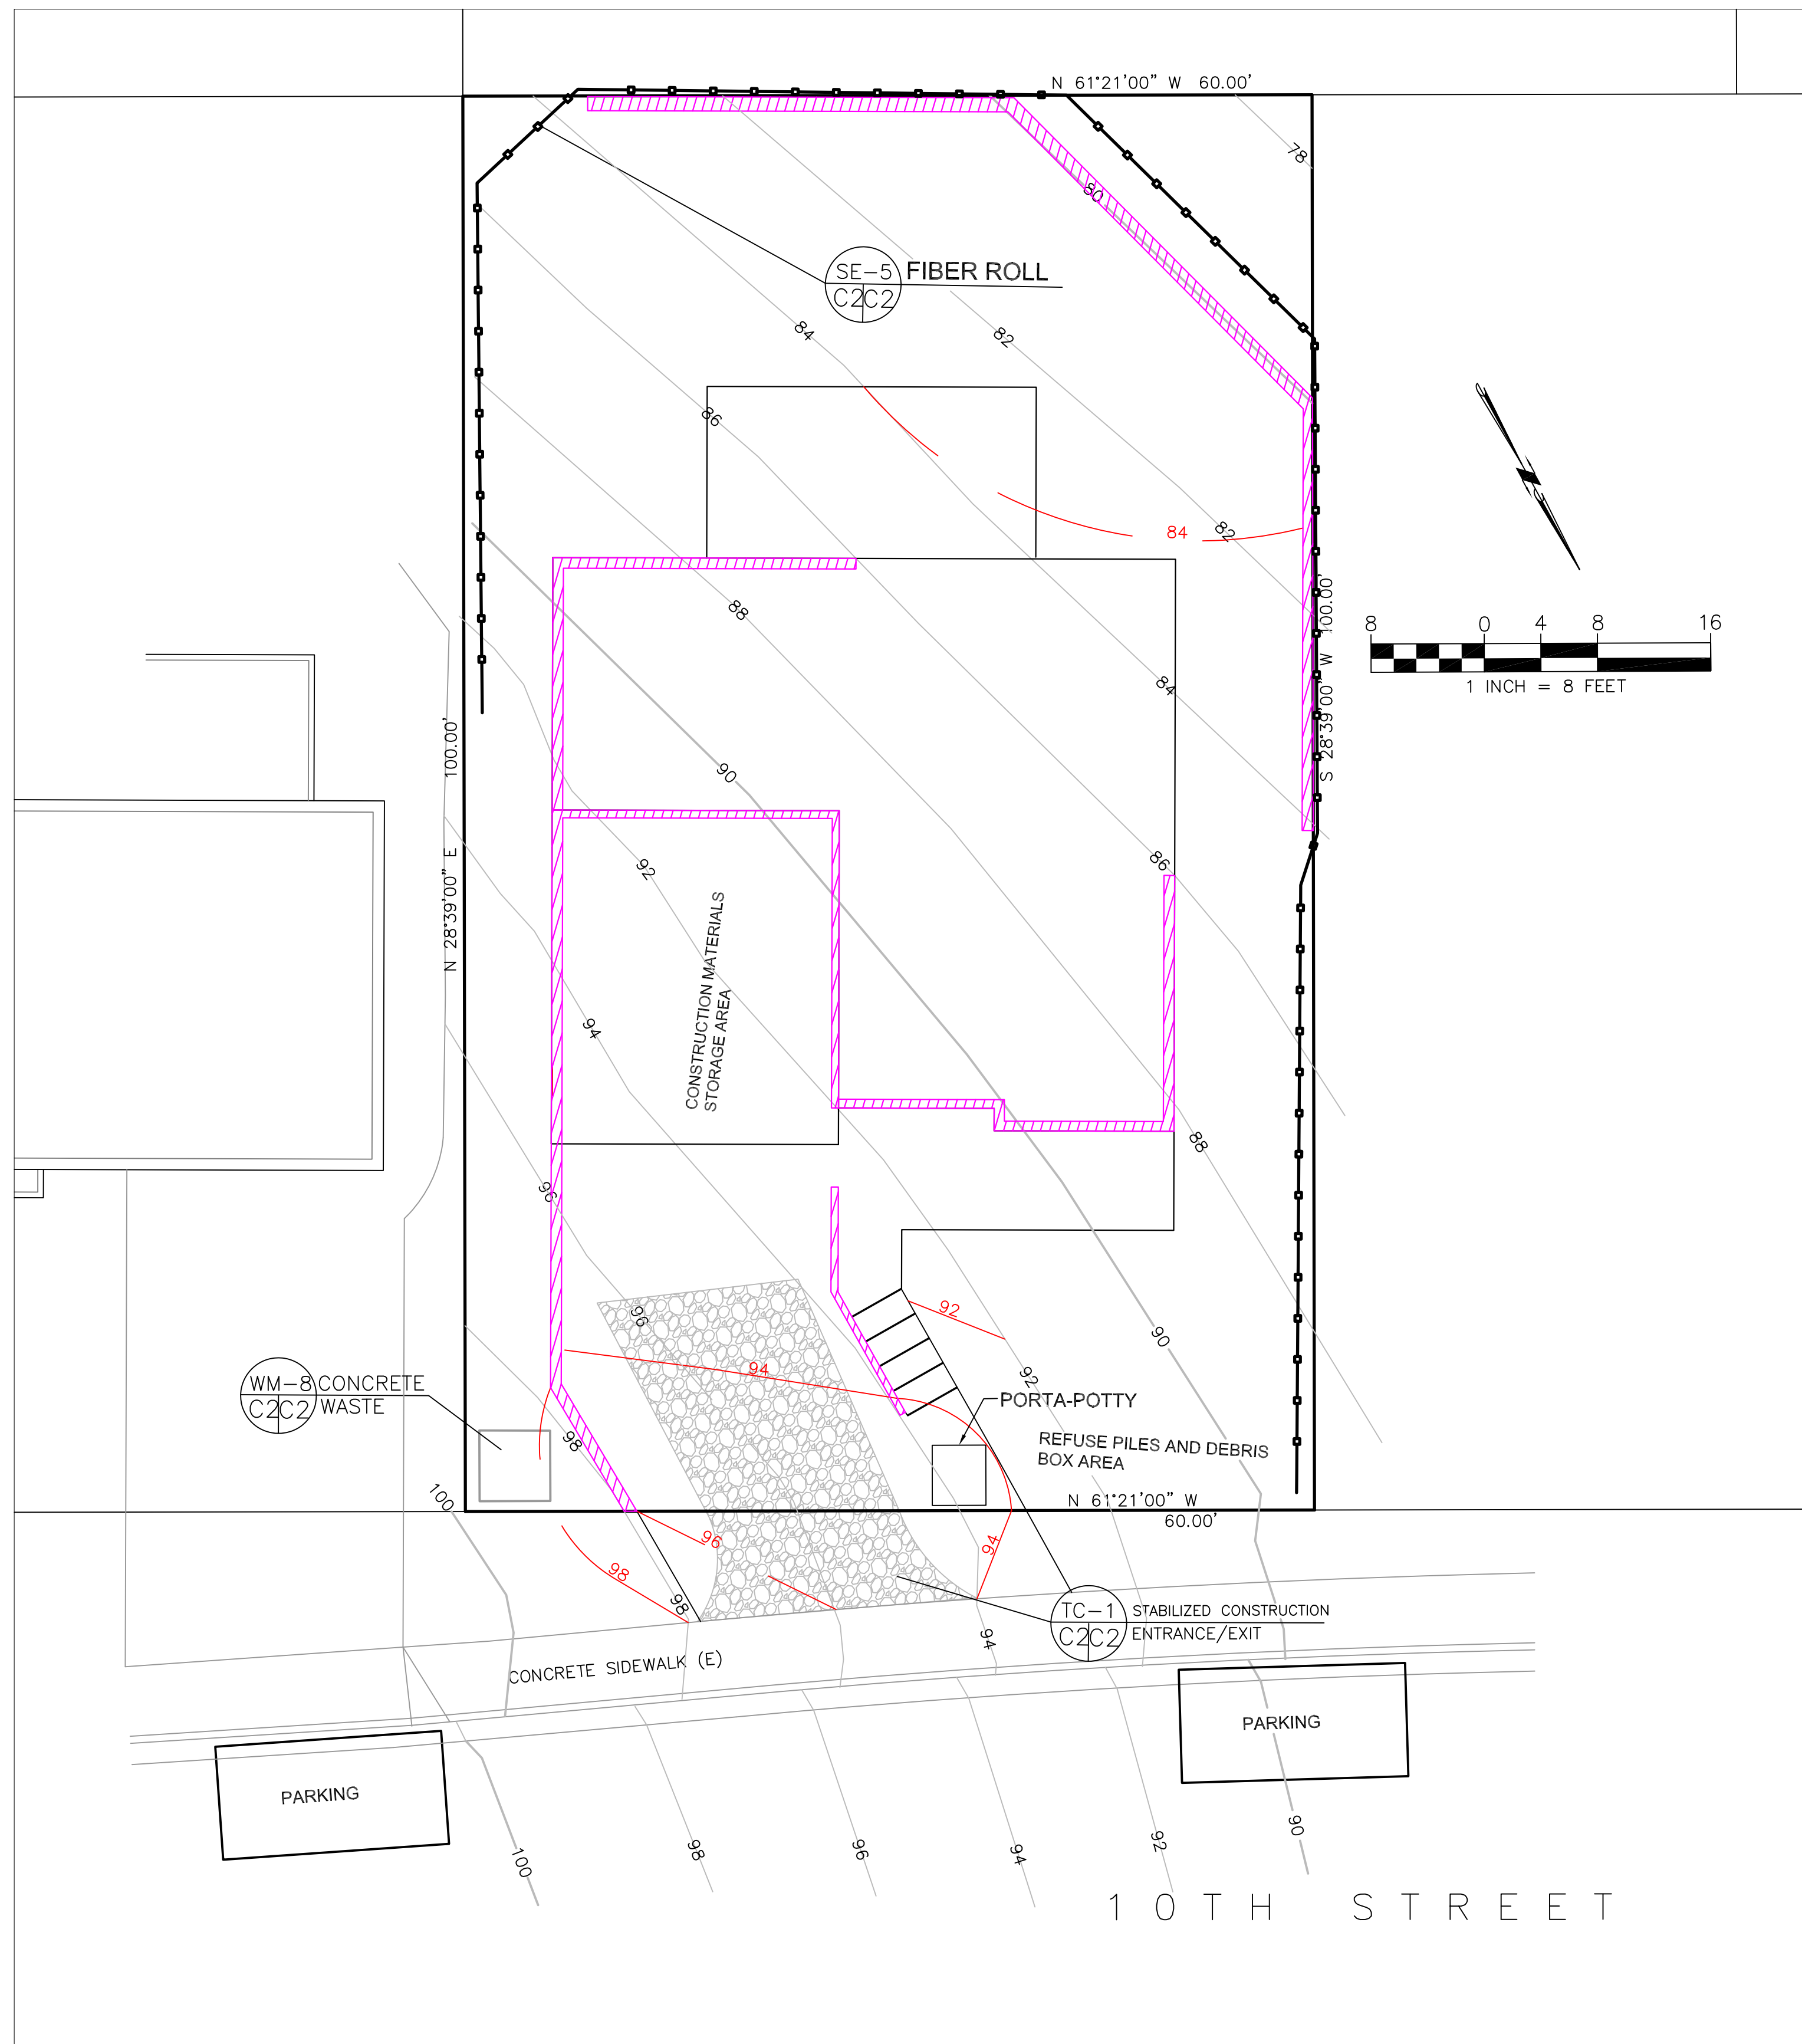 N 61°21'00" W 60.00'
78
80
SE-5 FIBER ROLL
C2 C2
84
82
86
82
84
88
8 0 4 8 16
1 INCH = 8 FEET
S 28°39'00" W 100.00'
84
90
N 28°39'00" E 100.00'
86
92
CONSTRUCTION MATERIALS
STORAGE AREA
94
88
96
96
92
90
94
92
WM-8 CONCRETE
C2 C2 WASTE
PORTA-POTTY
98
REFUSE PILES AND DEBRIS
BOX AREA
100
N 61°21'00" W
60.00'
96
94
98
98
TC-1 STABILIZED CONSTRUCTION
C2 C2 ENTRANCE/EXIT
94
CONCRETE SIDEWALK (E)
PARKING
PARKING
100
98
96
94
92
90
10TH STREET